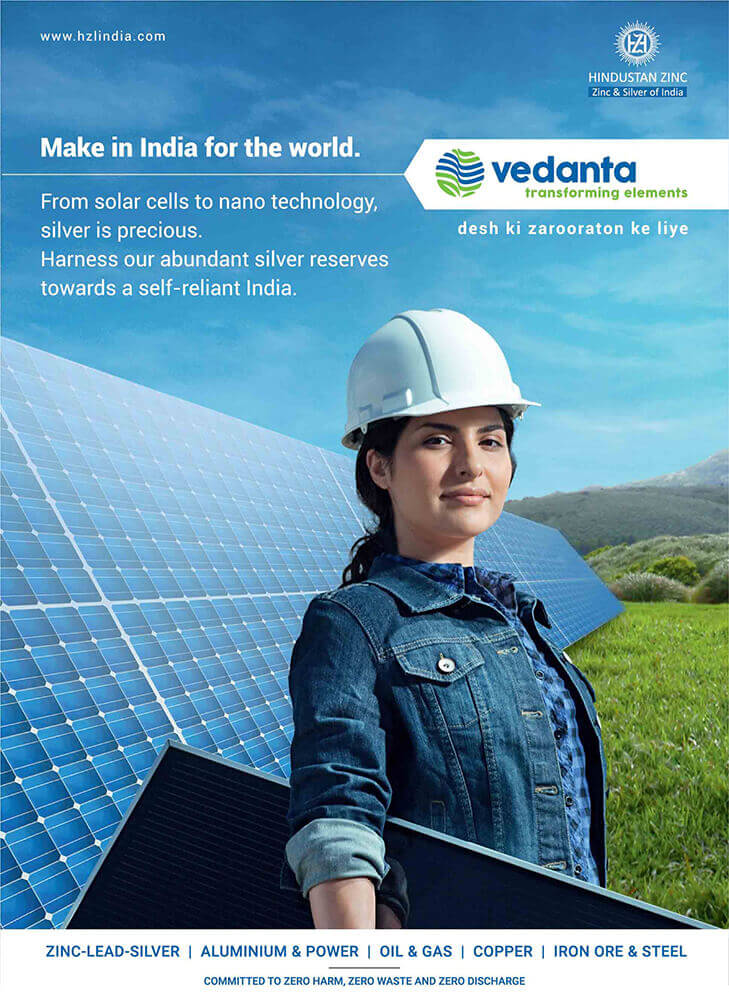 www.hzlindia.com
HZL
HINDUSTAN ZINC
Zinc & Silver of India
Make in India for the world.
vedanta
transforming elements
desh ki zarooraton ke liye
From solar cells to nano technology,
silver is precious.
Harness our abundant silver reserves
towards a self-reliant India.
ZINC-LEAD-SILVER | ALUMINIUM & POWER | OIL & GAS | COPPER | IRON ORE & STEEL
COMMITTED TO ZERO HARM, ZERO WASTE AND ZERO DISCHARGE